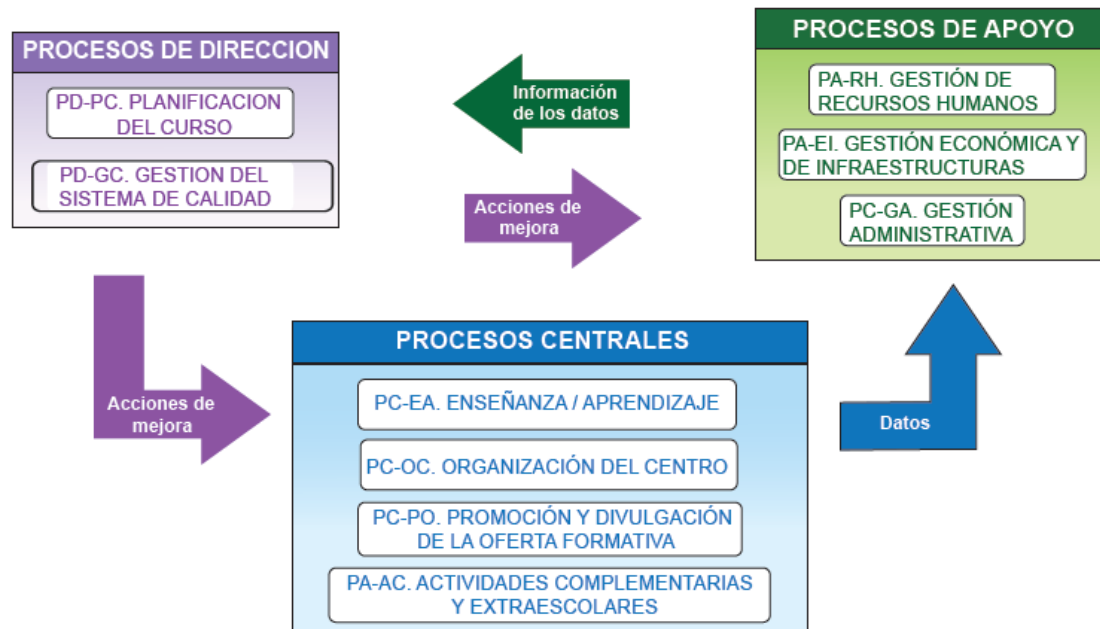 PROCESOS DE DIRECCION
PD-PC. PLANIFICACION
DEL CURSO
PD-GC. GESTION DEL
SISTEMA DE CALIDAD
Información
de los datos
Acciones de
mejora
PROCESOS DE APOYO
PA-RH. GESTIÓN DE
RECURSOS HUMANOS
PA-EI. GESTIÓN ECONÓMICA Y
DE INFRAESTRUCTURAS
PC-GA. GESTIÓN
ADMINISTRATIVA
Acciones de
mejora
PROCESOS CENTRALES
PC-EA. ENSEÑANZA / APRENDIZAJE
PC-OC. ORGANIZACIÓN DEL CENTRO
PC-PO. PROMOCIÓN Y DIVULGACIÓN
DE LA OFERTA FORMATIVA
PA-AC. ACTIVIDADES COMPLEMENTARIAS
Y EXTRAESCOLARES
Datos